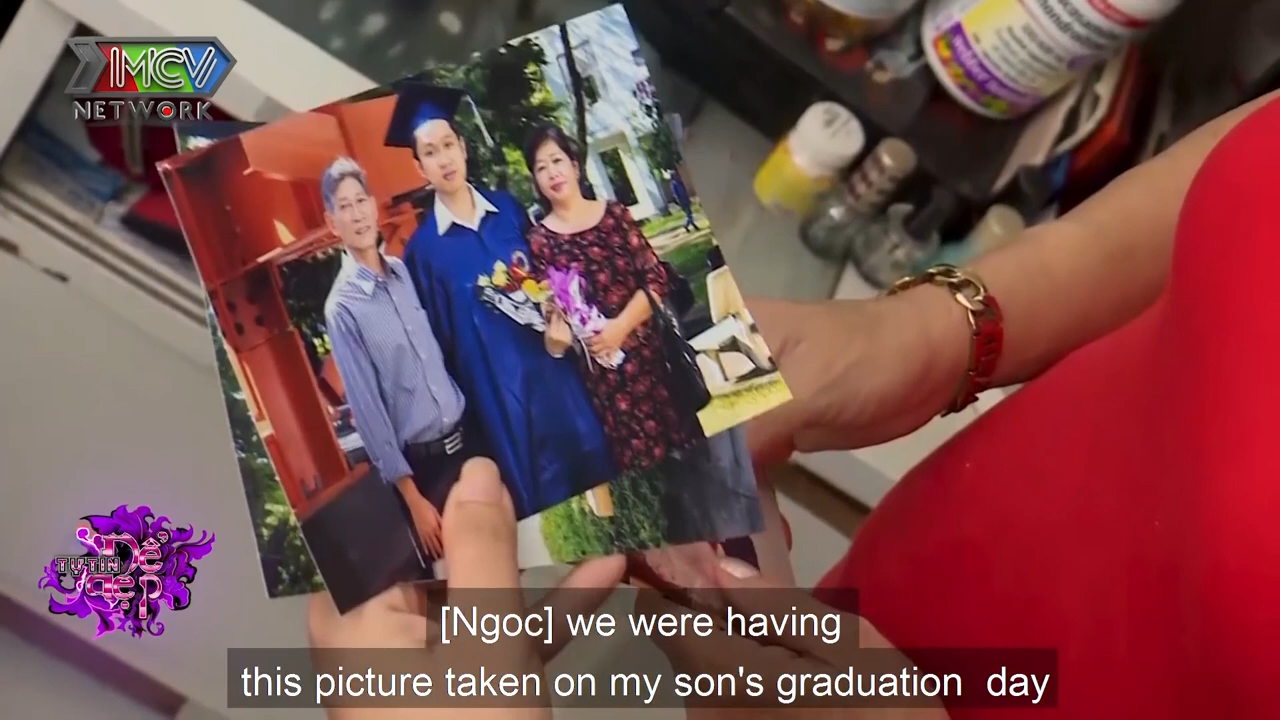 MCV
NETWORK
TỰ TIN
Để
đẹp
[Ngoc] we were having
this picture taken on my son's graduation day